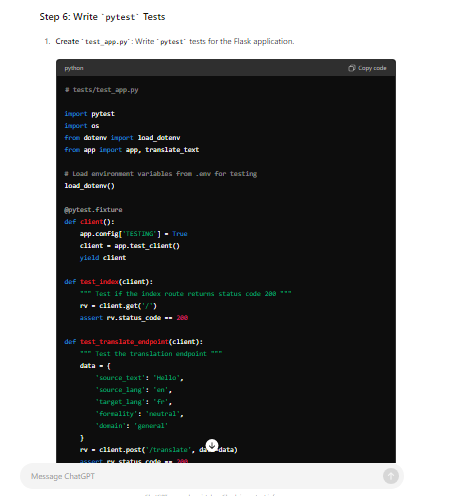 Step 6: Write `pytest` Tests
1. Create `test_app.py`: Write `pytest` tests for the Flask application.
python
Copy code
# tests/test_app.py
import pytest
import os
from dotenv import load_dotenv
from app import app, translate_text
# Load environment variables from .env for testing
load_dotenv()
@pytest.fixture
def client():
app.config['TESTING'] = True
client = app.test_client()
yield client
def test_index(client):
""" Test if the index route returns status code 200 """
rv = client.get('/')
assert rv.status_code == 200
def test_translate_endpoint(client):
""" Test the translation endpoint """
data = {
'source_text': 'Hello',
'source_lang': 'en',
'target_lang': 'fr',
'formality': 'neutral',
'domain': 'general'
}
rv = client.post('/translate', da data)
assert rv.status_code == 200
Message ChatGPT